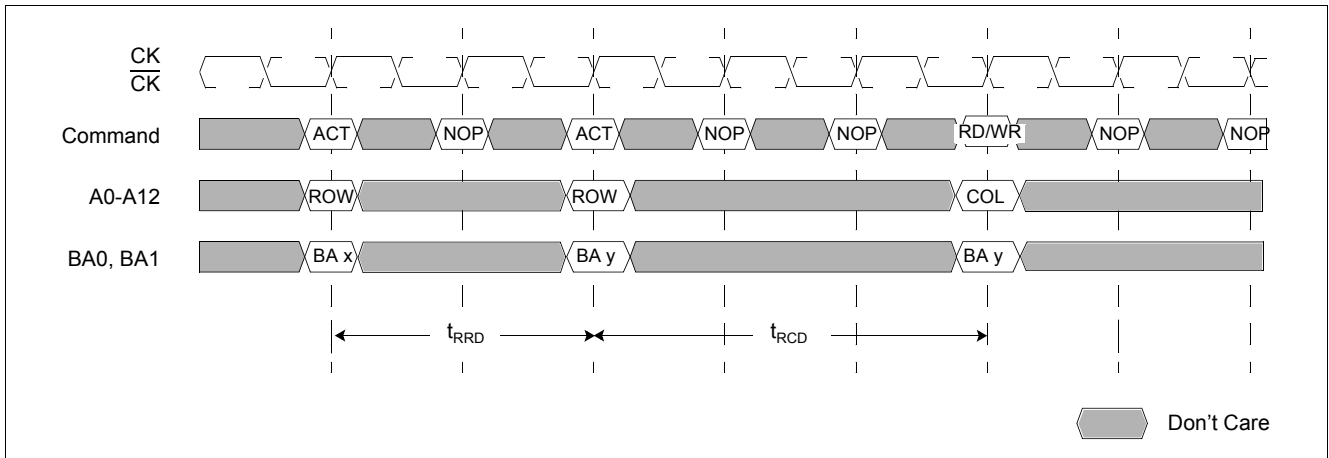 CK
CK
Command ACT NOP ACT NOP NOP RD/WR NOP NOP
A0-A12 ROW ROW COL
BA0, BA1 BA x BA y BA y
tRRD tRCD
Don't Care